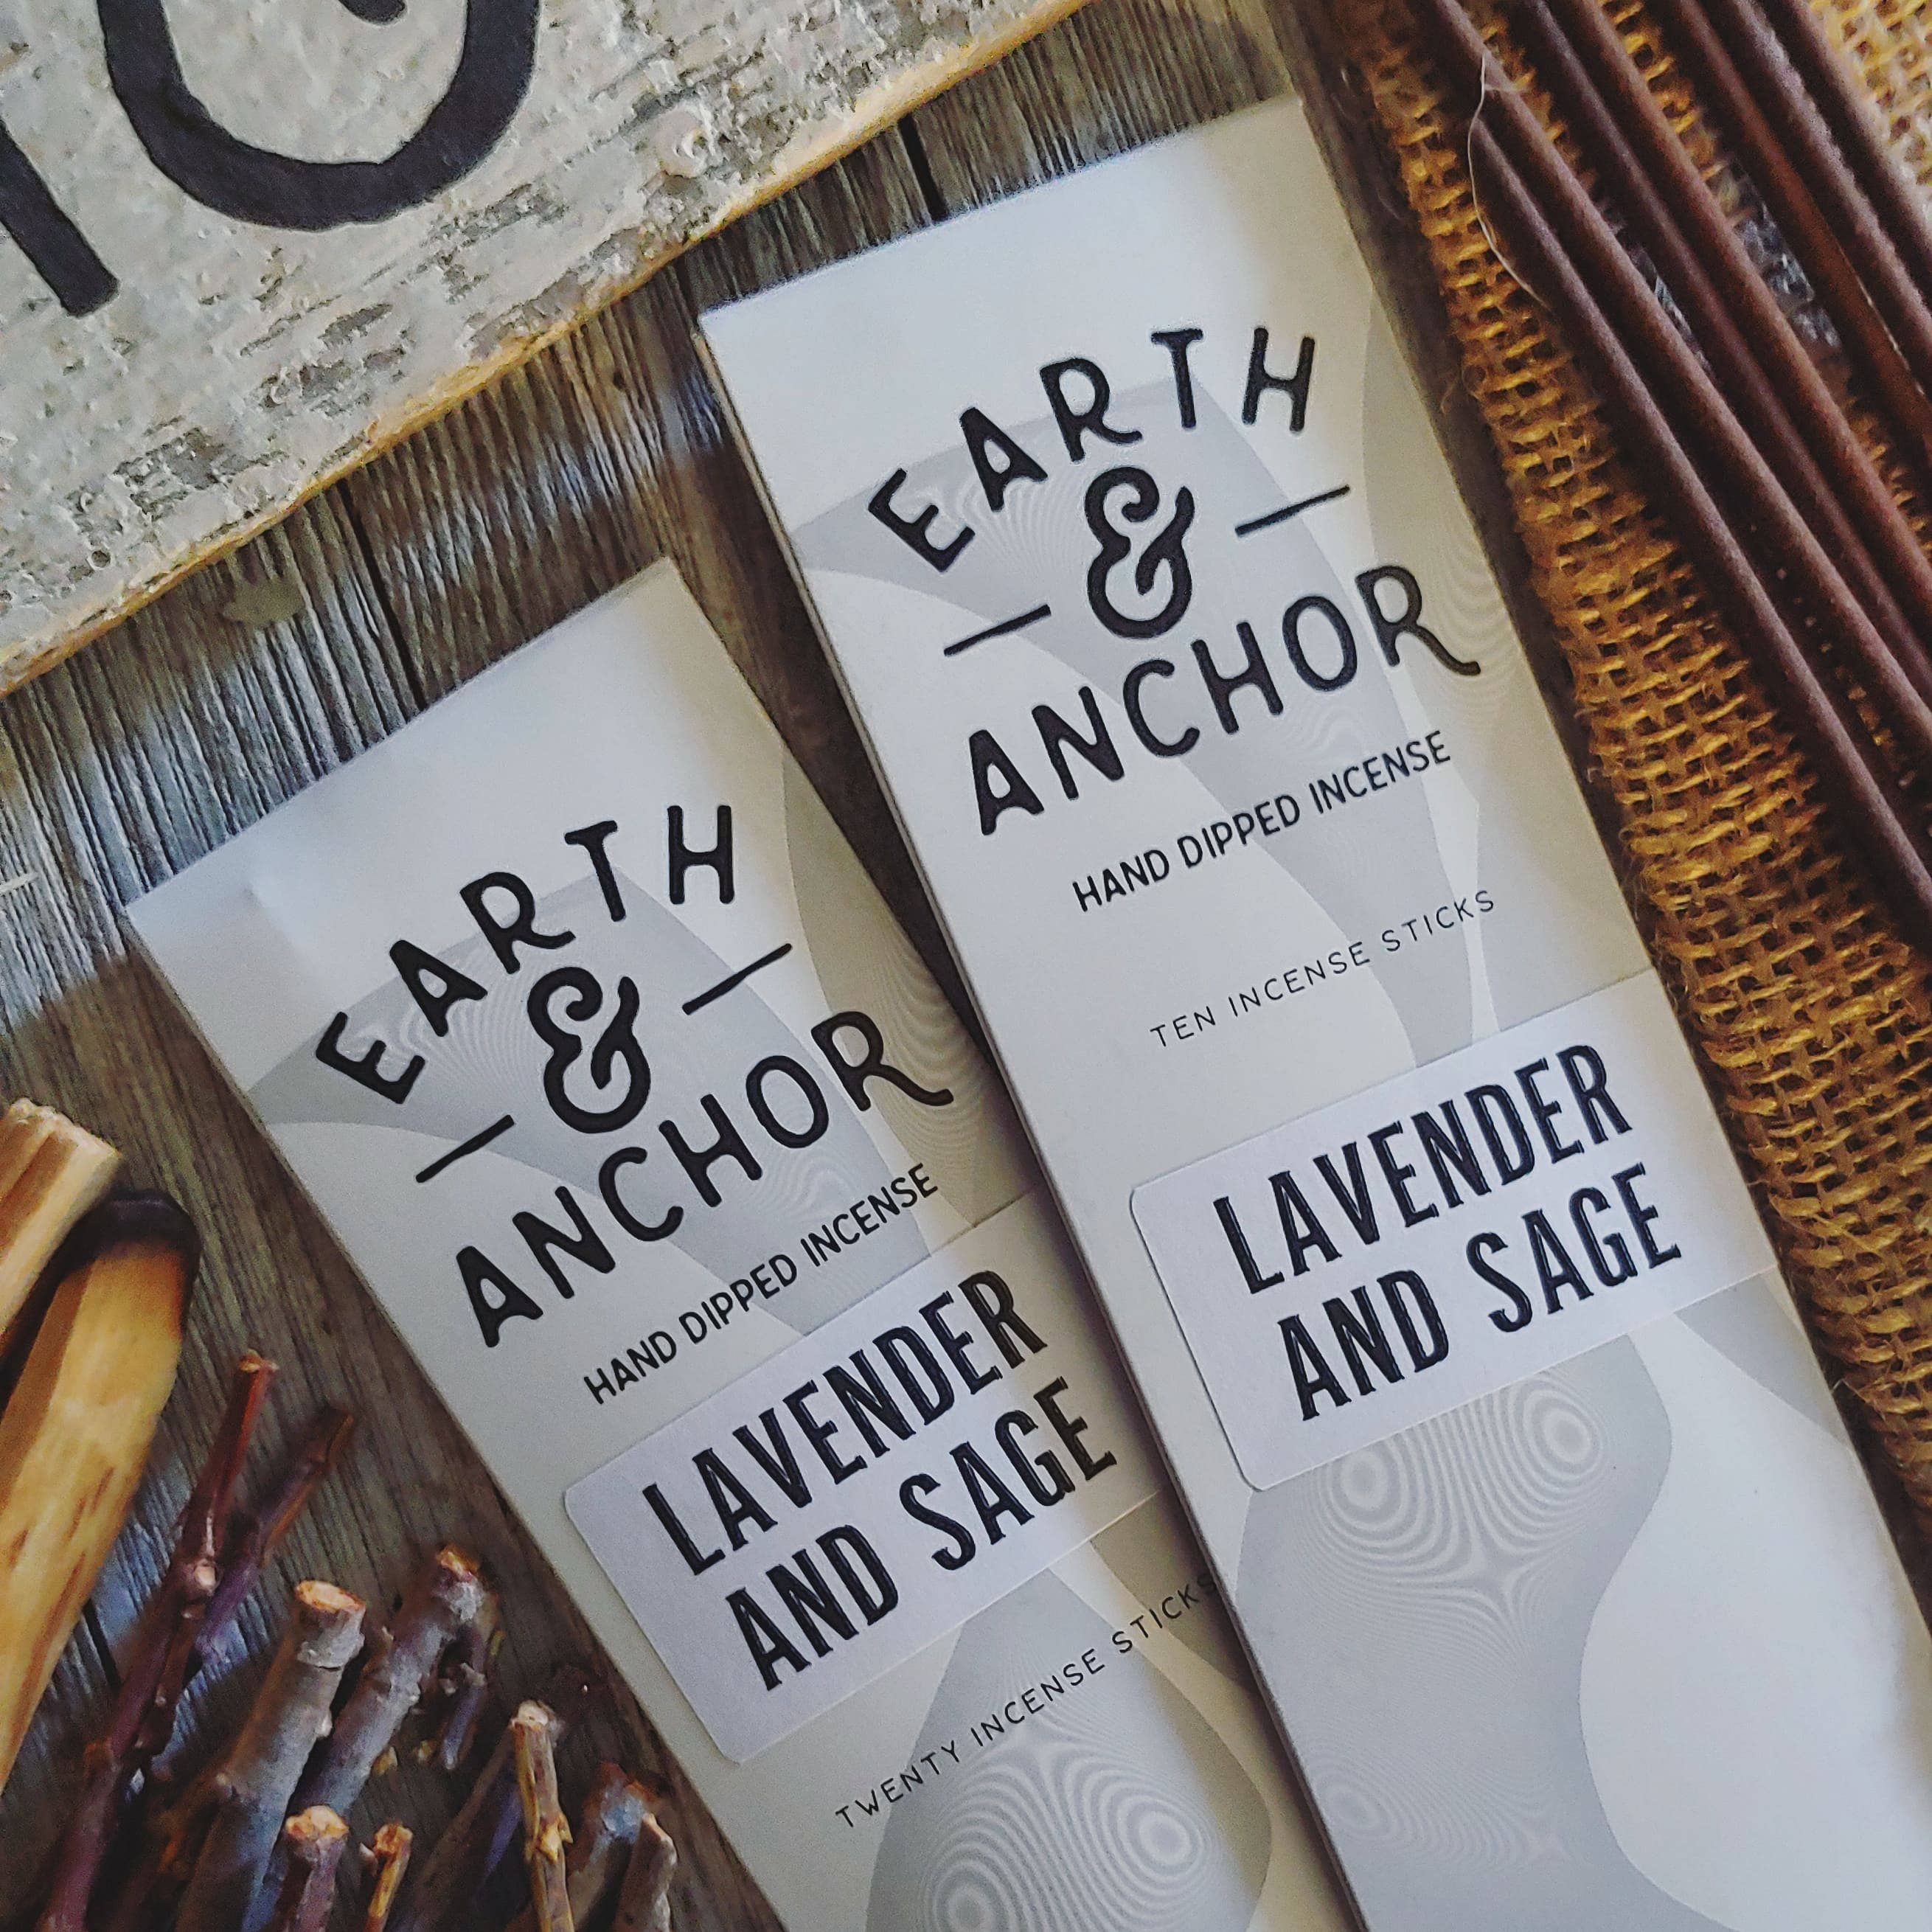 EARTH
&
ANCHOR
HAND DIPPED INCENSE
LAVENDER
AND SAGE
TWENTY INCENSE STICKS
EARTH
&
ANCHOR
HAND DIPPED INCENSE
TEN INCENSE STICKS
LAVENDER
AND SAGE